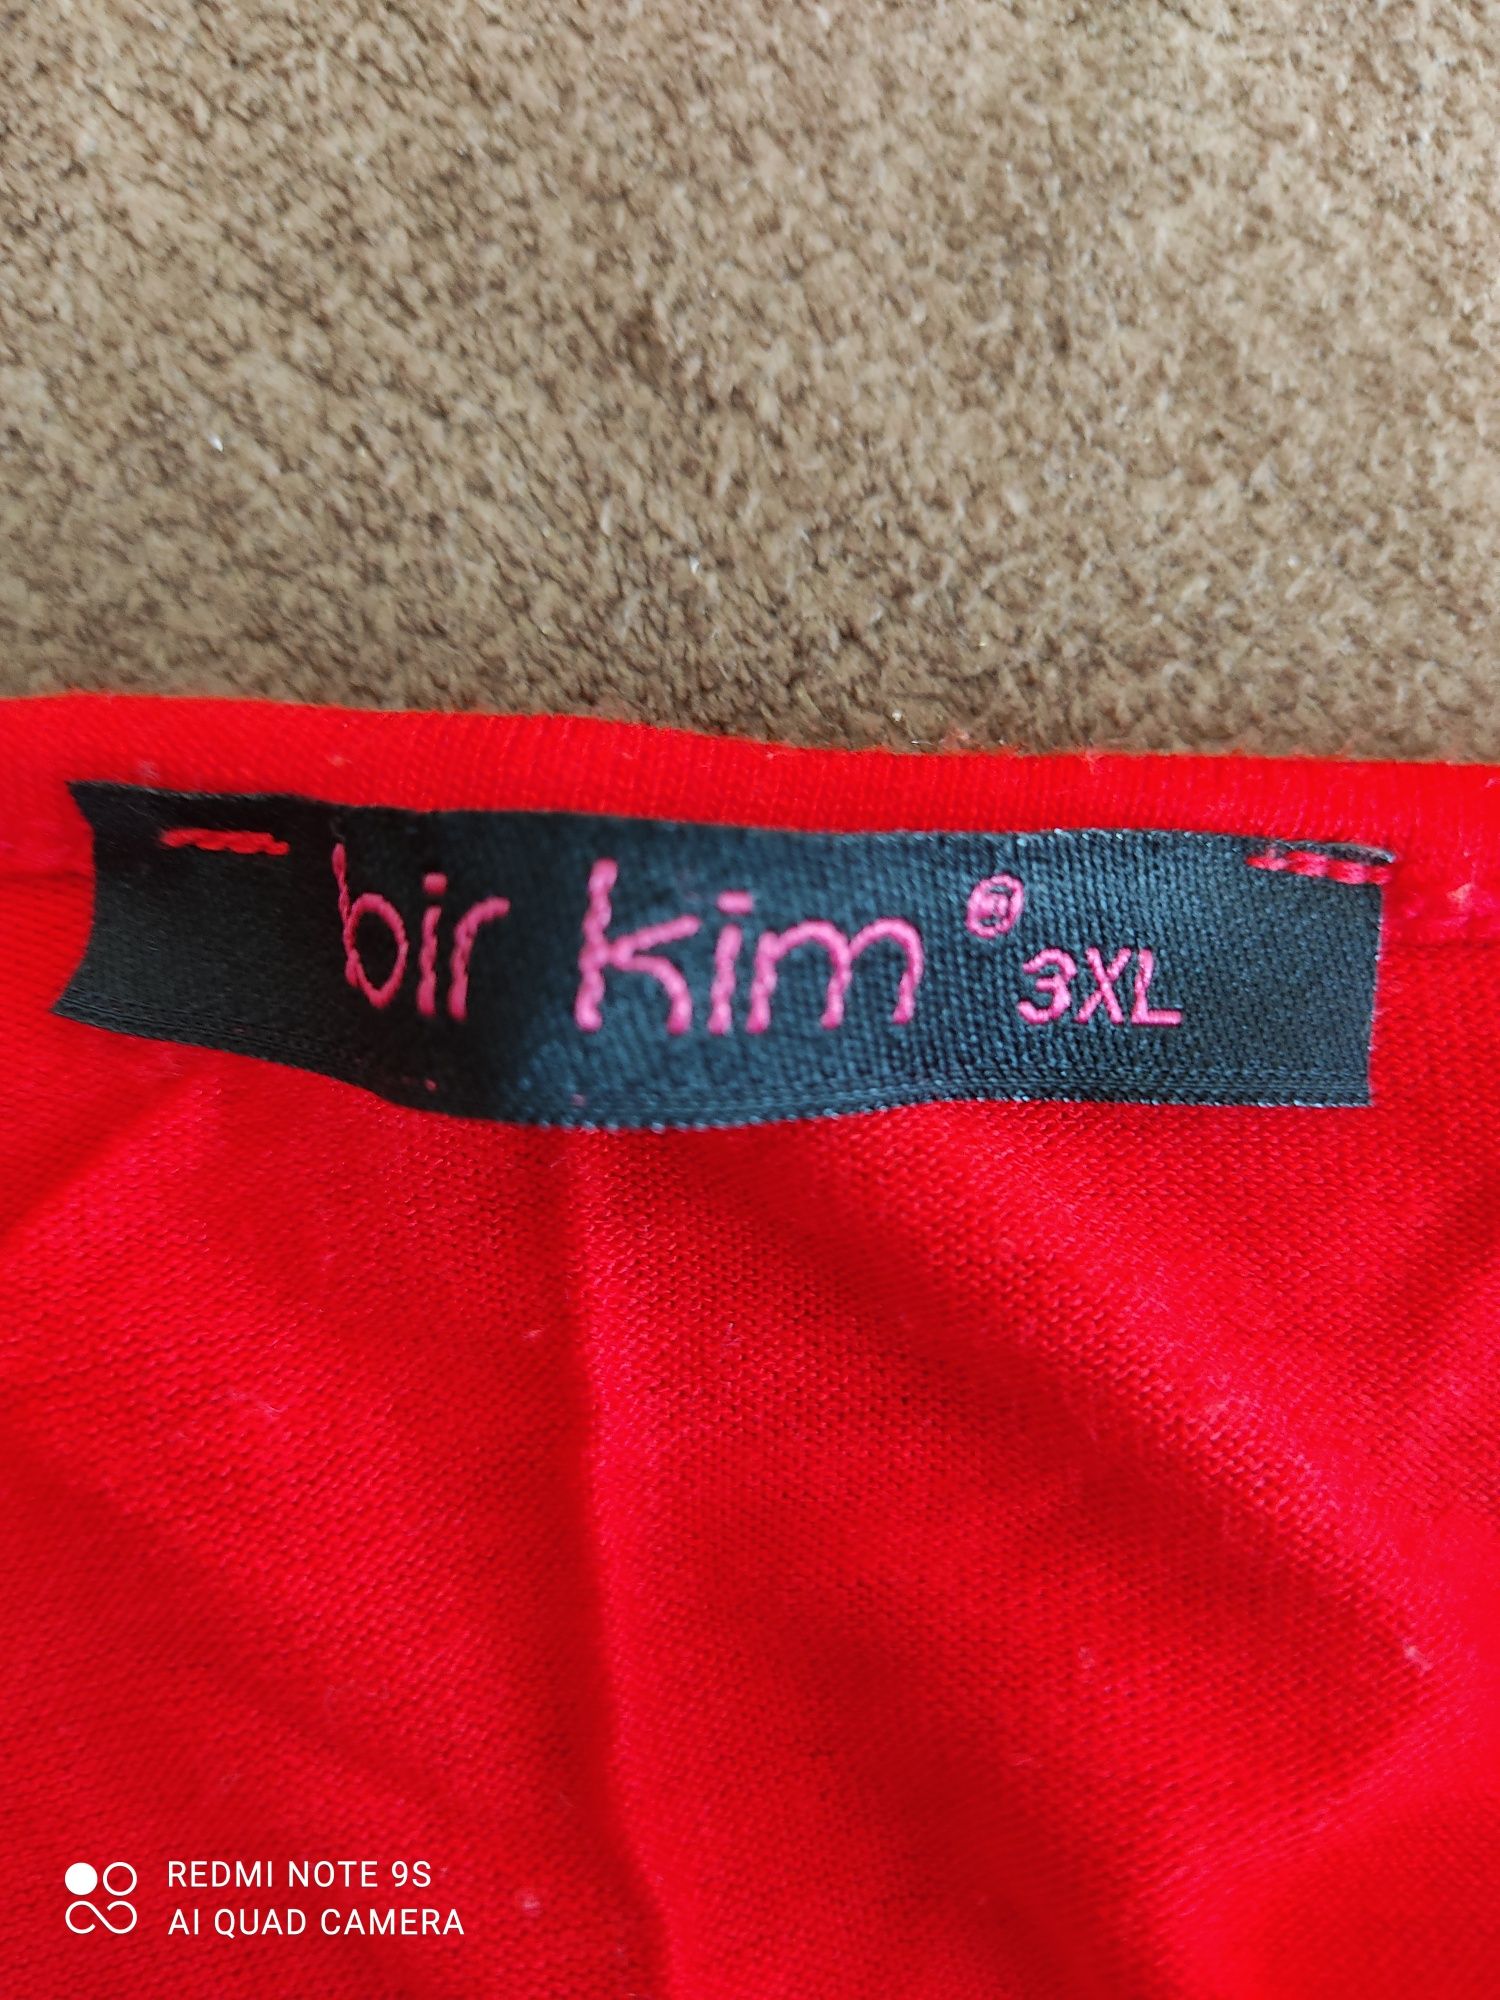 bir kim ® 3XL
REDMI NOTE 9S
AI QUAD CAMERA